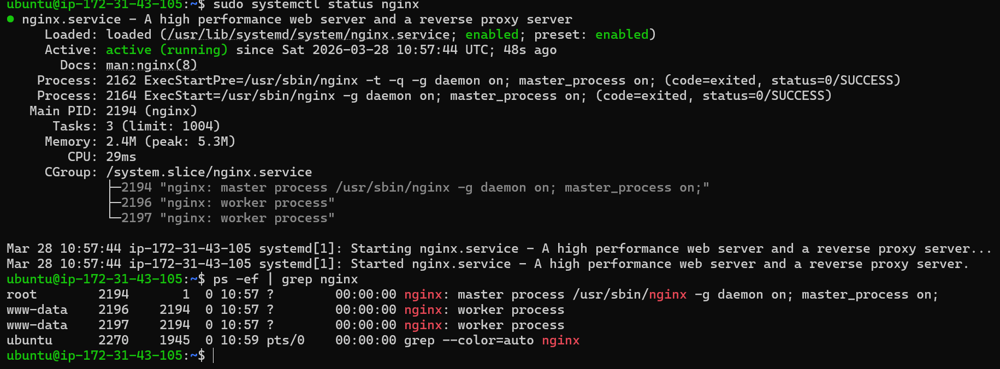 ubuntu@ip-172-31-43-105:~$ sudo systemctl status nginx
● nginx.service - A high performance web server and a reverse proxy server
     Loaded: loaded (/usr/lib/systemd/system/nginx.service; enabled; preset: enabled)
     Active: active (running) since Sat 2026-03-28 10:57:44 UTC; 48s ago
       Docs: man:nginx(8)
    Process: 2162 ExecStartPre=/usr/sbin/nginx -t -q -g daemon on; master_process on; (code=exited, status=0/SUCCESS)
    Process: 2164 ExecStart=/usr/sbin/nginx -g daemon on; master_process on; (code=exited, status=0/SUCCESS)
   Main PID: 2194 (nginx)
      Tasks: 3 (limit: 1004)
     Memory: 2.4M (peak: 5.3M)
        CPU: 29ms
     CGroup: /system.slice/nginx.service
             ├─2194 "nginx: master process /usr/sbin/nginx -g daemon on; master_process on;"
             ├─2196 "nginx: worker process"
             └─2197 "nginx: worker process"

Mar 28 10:57:44 ip-172-31-43-105 systemd[1]: Starting nginx.service - A high performance web server and a reverse proxy server...
Mar 28 10:57:44 ip-172-31-43-105 systemd[1]: Started nginx.service - A high performance web server and a reverse proxy server.
ubuntu@ip-172-31-43-105:~$ ps -ef | grep nginx
root        2194       1  0 10:57 ?        00:00:00 nginx: master process /usr/sbin/nginx -g daemon on; master_process on;
www-data    2196    2194  0 10:57 ?        00:00:00 nginx: worker process
www-data    2197    2194  0 10:57 ?        00:00:00 nginx: worker process
ubuntu      2270    1945  0 10:59 pts/0    00:00:00 grep --color=auto nginx
ubuntu@ip-172-31-43-105:~$